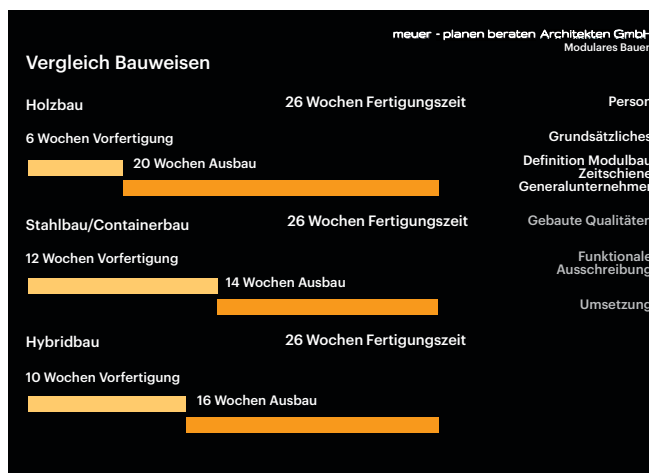 meuer - planen beraten Architekten GmbH
Modulares Bauen
Vergleich Bauweisen
Holzbau
26 Wochen Fertigungszeit
6 Wochen Vorfertigung
20 Wochen Ausbau
Stahlbau/Containerbau
26 Wochen Fertigungszeit
12 Wochen Vorfertigung
14 Wochen Ausbau
Hybridbau
26 Wochen Fertigungszeit
10 Wochen Vorfertigung
16 Wochen Ausbau
Person
Grundsätzliches
Definition Modulbau
Zeitschiene
Generalunternehmer
Gebaute Qualitäten
Funktionale
Ausschreibung
Umsetzung